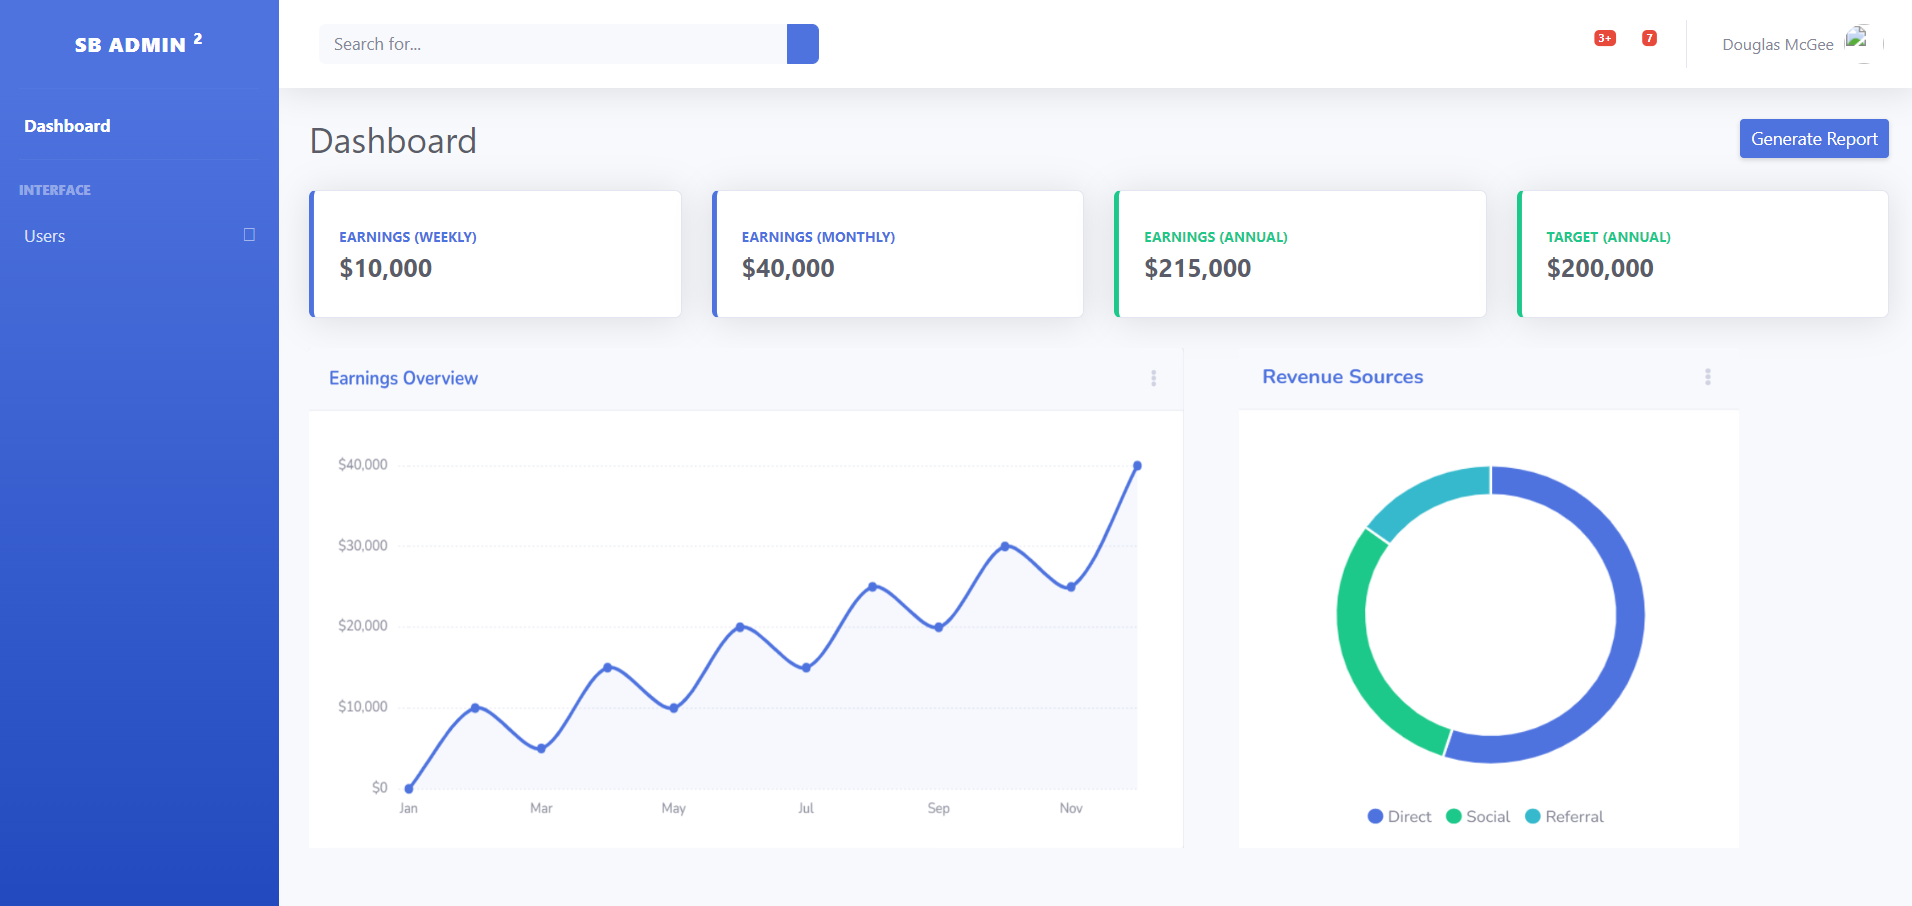 SB ADMIN 2
Search for...
3+
7
Douglas McGee
Dashboard
INTERFACE
Users
Dashboard
Generate Report
EARNINGS (WEEKLY)
$10,000
EARNINGS (MONTHLY)
$40,000
EARNINGS (ANNUAL)
$215,000
TARGET (ANNUAL)
$200,000
Earnings Overview
$40,000
$30,000
$20,000
$10,000
$0
Jan Mar May Jul Sep Nov
Revenue Sources
Direct Social Referral